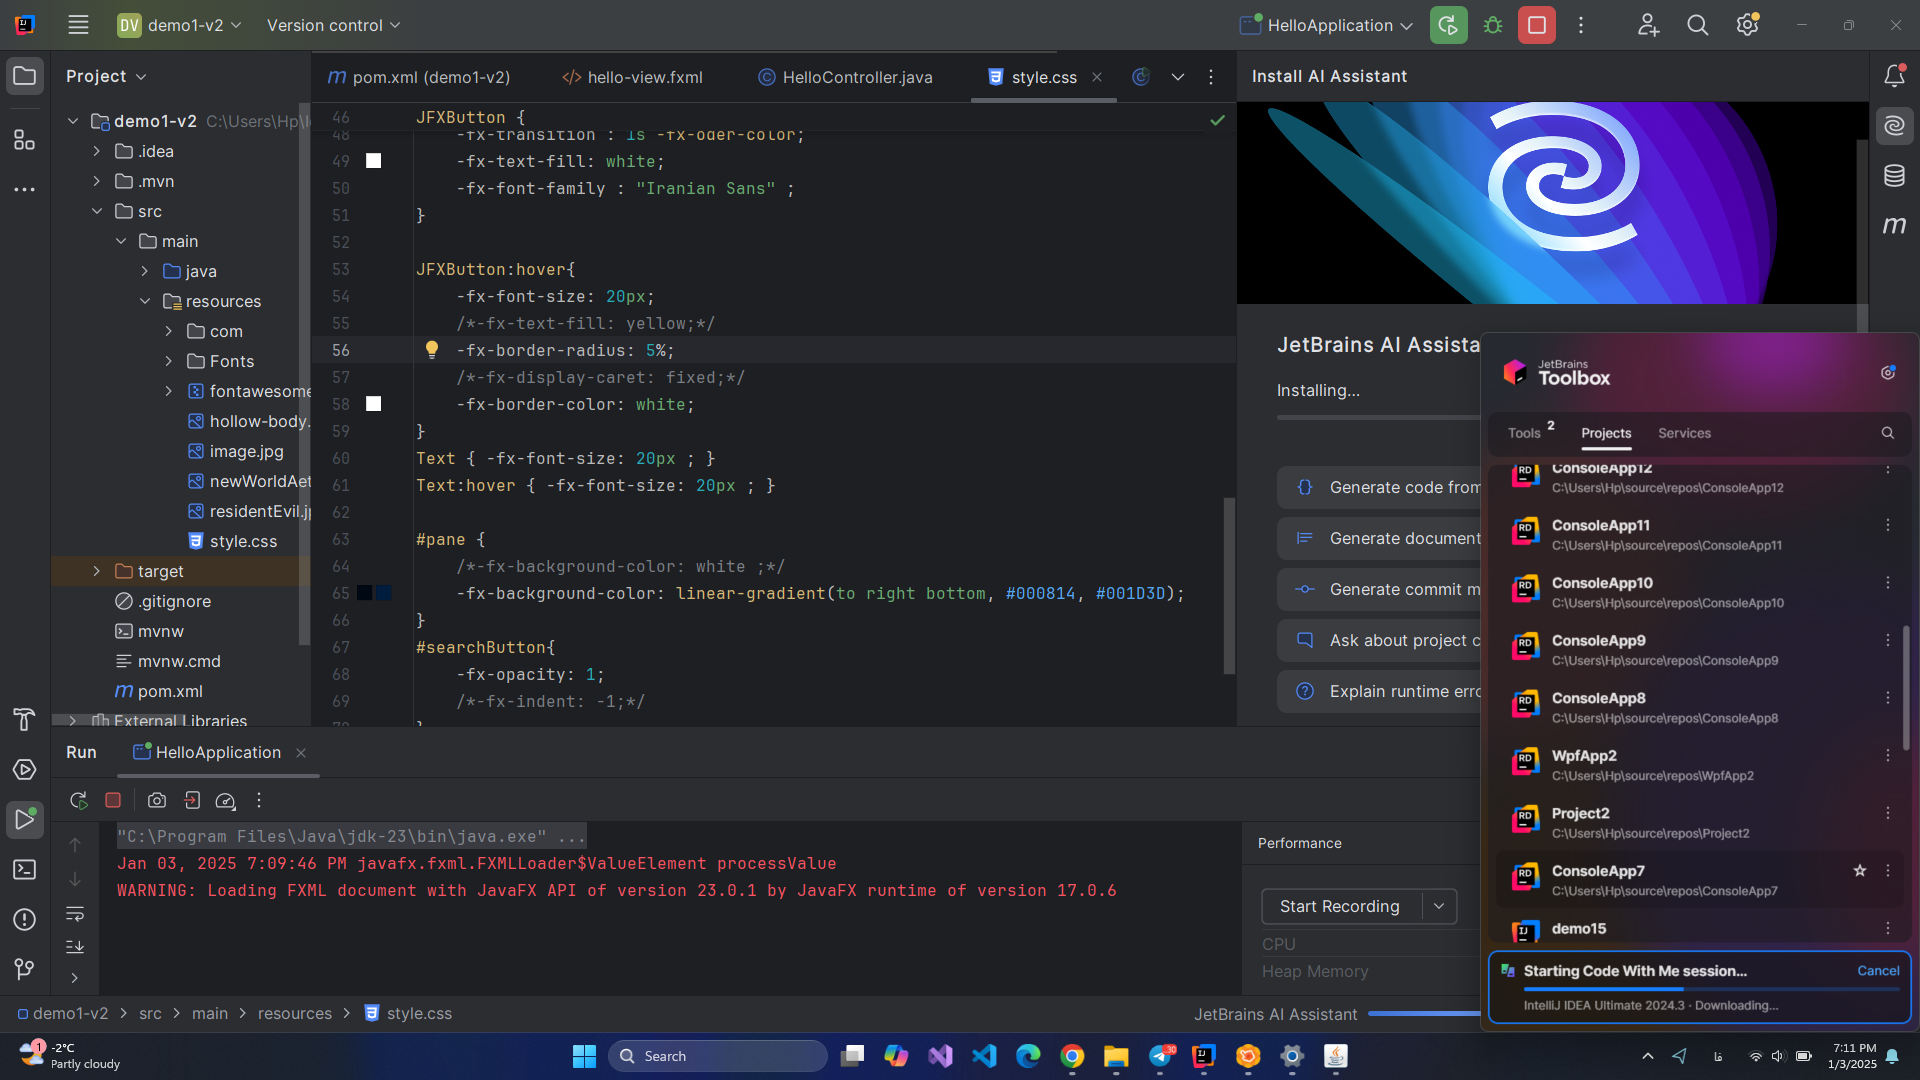 DV demo1-v2
Version control
HelloApplication
Project
pom.xml (demo1-v2)
hello-view.fxml
HelloController.java
style.css
Install AI Assistant
demo1-v2 C:\Users\Hp\I
.idea
.mvn
src
main
java
resources
com
Fonts
fontawesome
hollow-body.
image.jpg
newWorldAet
residentEvil.j
style.css
target
.gitignore
mvnw
mvnw.cmd
pom.xml
External Libraries
46 JFXButton {
48 -fx-transition : 1s -fx-oder-color;
49 -fx-text-fill: white;
50 -fx-font-family : "Iranian Sans" ;
51 }
52
53 JFXButton:hover{
54 -fx-font-size: 20px;
55 /*-fx-text-fill: yellow;*/
56 -fx-border-radius: 5%;
57 /*-fx-display-caret: fixed;*/
58 -fx-border-color: white;
59 }
60 Text { -fx-font-size: 20px ; }
61 Text:hover { -fx-font-size: 20px ; }
62
63 #pane {
64 /*-fx-background-color: white ;*/
65 -fx-background-color: linear-gradient(to right bottom, #000814, #001D3D);
66 }
67 #searchButton{
68 -fx-opacity: 1;
69 /*-fx-indent: -1;*/
70 }
JetBrains AI Assista
Installing...
Generate code from
Generate document
Generate commit m
Ask about project c
Explain runtime erro
JetBrains
Toolbox
Tools 2
Projects
Services
ConsoleApp12
C:\Users\Hp\source\repos\ConsoleApp12
ConsoleApp11
C:\Users\Hp\source\repos\ConsoleApp11
ConsoleApp10
C:\Users\Hp\source\repos\ConsoleApp10
ConsoleApp9
C:\Users\Hp\source\repos\ConsoleApp9
ConsoleApp8
C:\Users\Hp\source\repos\ConsoleApp8
WpfApp2
C:\Users\Hp\source\repos\WpfApp2
Project2
C:\Users\Hp\source\repos\Project2
ConsoleApp7
C:\Users\Hp\source\repos\ConsoleApp7
demo15
Starting Code With Me session...
Cancel
IntelliJ IDEA Ultimate 2024.3 · Downloading...
Run
HelloApplication
"C:\Program Files\Java\jdk-23\bin\java.exe" ...
Jan 03, 2025 7:09:46 PM javafx.fxml.FXMLLoader$ValueElement processValue
WARNING: Loading FXML document with JavaFX API of version 23.0.1 by JavaFX runtime of version 17.0.6
Performance
Start Recording
CPU
Heap Memory
demo1-v2 > src > main > resources > style.css
JetBrains AI Assistant
1
-2°C
Partly cloudy
Search
30
فا
7:11 PM
1/3/2025